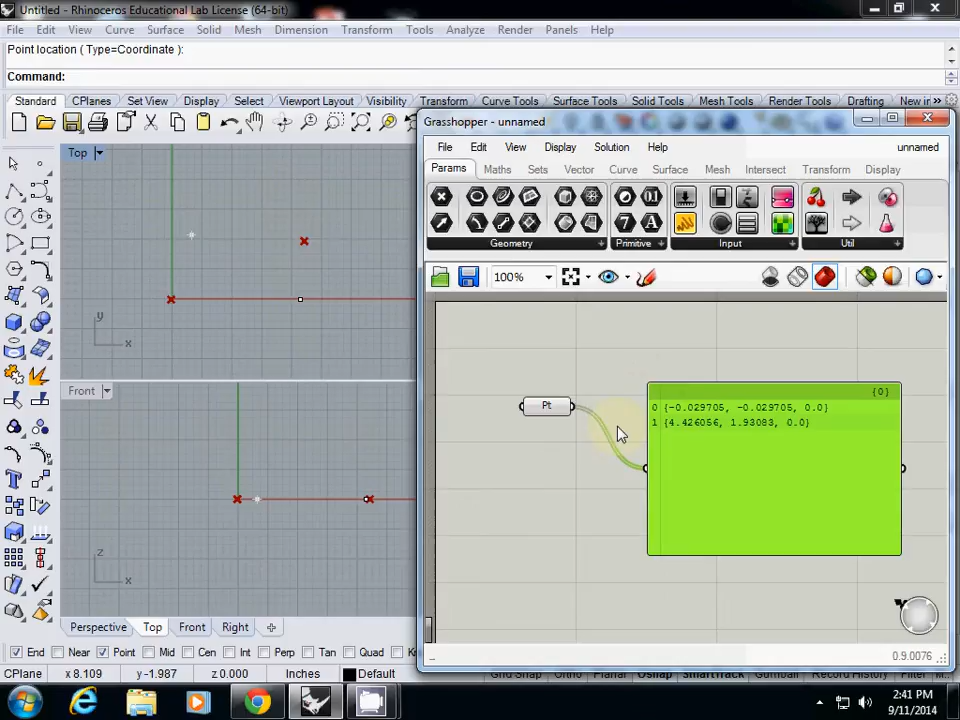 Untitled - Rhinoceros Educational Lab License (64-bit)
File Edit View Curve Surface Solid Mesh Dimension Transform Tools Analyze Render Panels Help
Point location ( Type=Coordinate ):
Command:
Standard CPlanes Set View Display Select Viewport Layout Visibility Transform Curve Tools Surface Tools Solid Tools Mesh Tools Render Tools Drafting New in »
Grasshopper - unnamed
File Edit View Display Solution Help unnamed
Params Maths Sets Vector Curve Surface Mesh Intersect Transform Display
Geometry Primitive Input Util
100%
Top
y
x
Front
z
x
Pt
{0}
0 {-0.029705, -0.029705, 0.0}
1 {4.426056, 1.93083, 0.0}
Perspective Top Front Right
End Near Point Mid Cen Int Perp Tan Quad
0.9.0076
CPlane x 8.109 y -1.987 z 0.000 Inches Default Grid Snap Ortho Planar Osnap SmartTrack Gumball Record History Filter
2:41 PM
9/11/2014